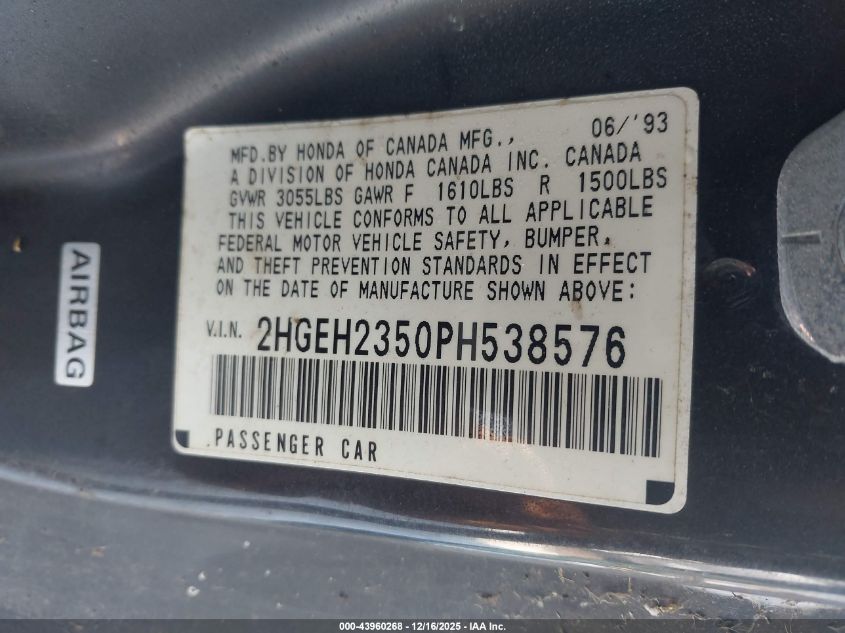 06/'93
MFD.BY HONDA OF CANADA MFG.,
A DIVISION OF HONDA CANADA INC. CANADA
GVWR 3055LBS GAWR F 1610LBS R 1500LBS
THIS VEHICLE CONFORMS TO ALL APPLICABLE
FEDERAL MOTOR VEHICLE SAFETY, BUMPER,
AND THEFT PREVENTION STANDARDS IN EFFECT
ON THE DATE OF MANUFACTURE SHOWN ABOVE:
V.I.N. 2HGEH2350PH538576
PASSENGER CAR
AIRBAG
000-43960268 - 12/16/2025 - IAA Inc.